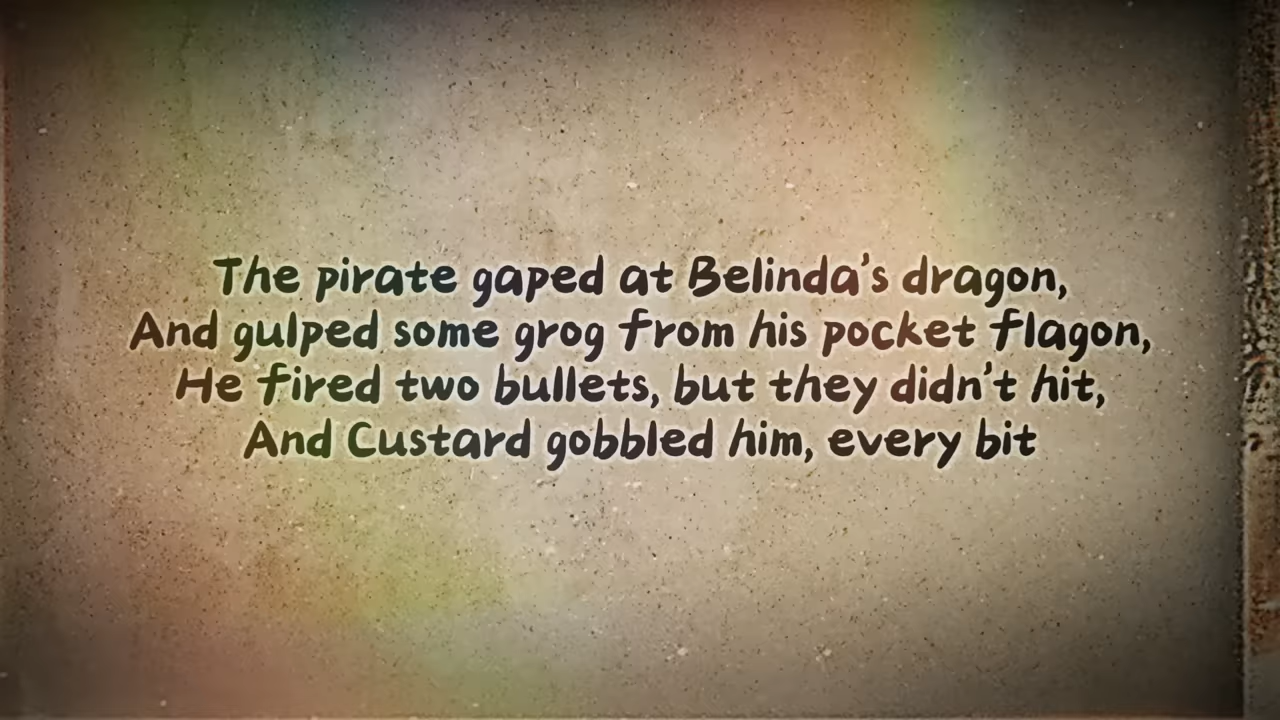 The pirate gaped at Belinda's dragon,
And gulped some grog from his pocket flagon,
He fired two bullets, but they didn't hit,
And Custard gobbled him, every bit